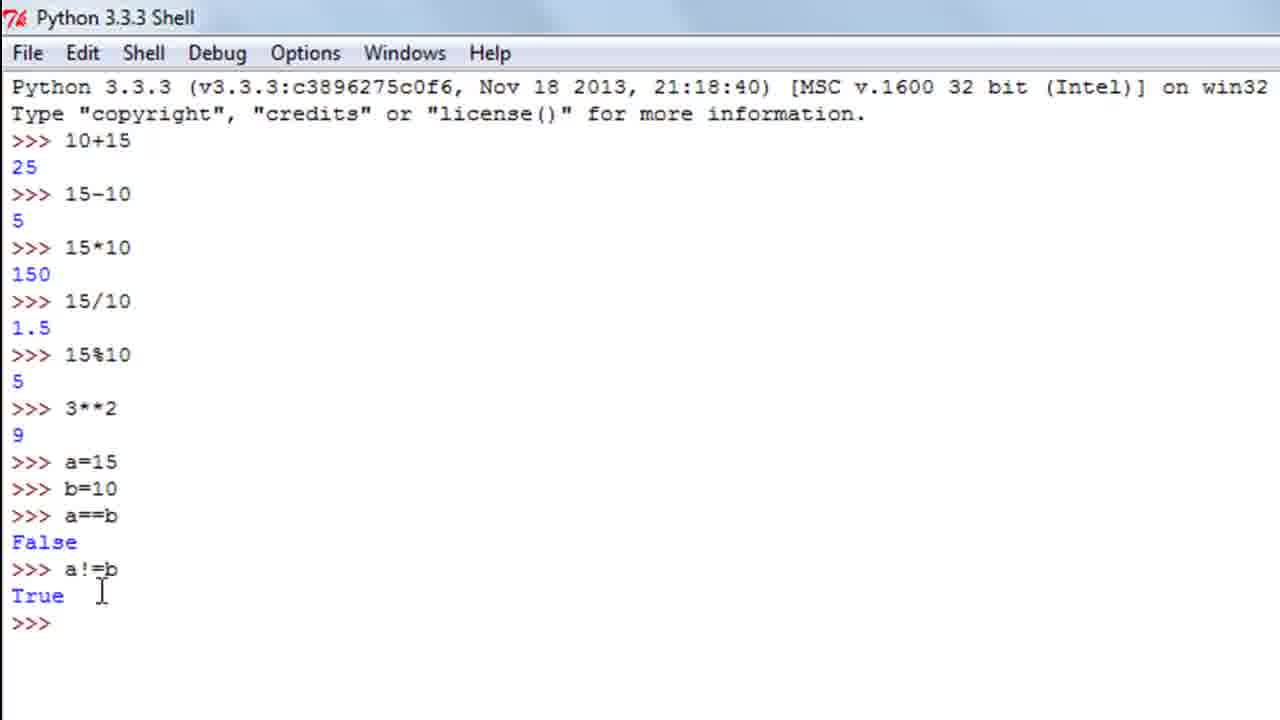 Python 3.3.3 Shell
File Edit Shell Debug Options Windows Help
Python 3.3.3 (v3.3.3:c3896275c0f6, Nov 18 2013, 21:18:40) [MSC v.1600 32 bit (Intel)] on win32
Type "copyright", "credits" or "license()" for more information.
>>> 10+15
25
>>> 15-10
5
>>> 15*10
150
>>> 15/10
1.5
>>> 15%10
5
>>> 3**2
9
>>> a=15
>>> b=10
>>> a==b
False
>>> a!=b
True
>>>